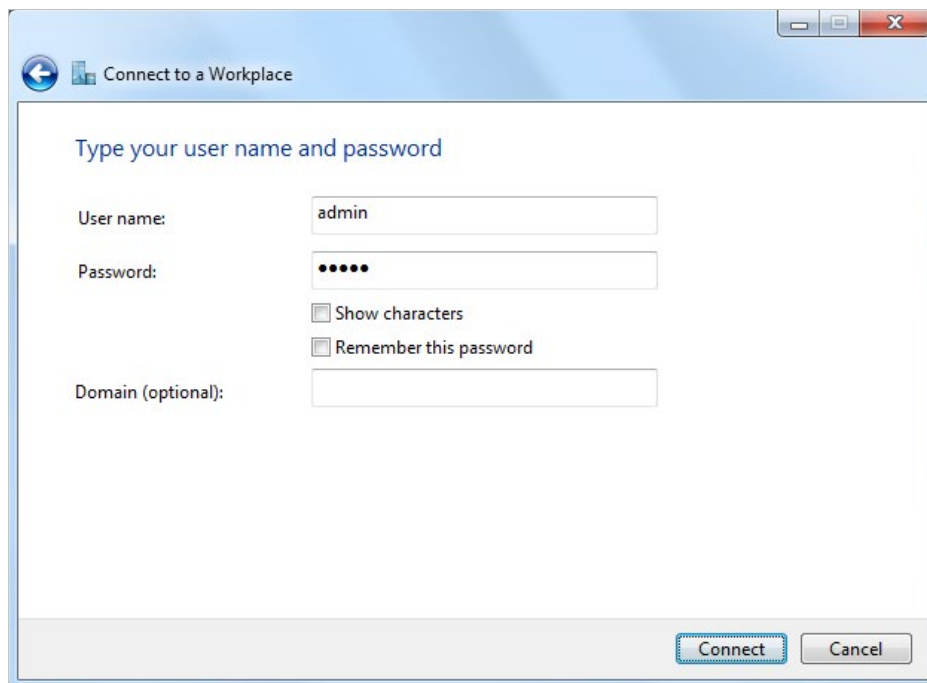 Connect to a Workplace
Type your user name and password
User name: admin
Password: •••••
Show characters
Remember this password
Domain (optional):
Connect Cancel